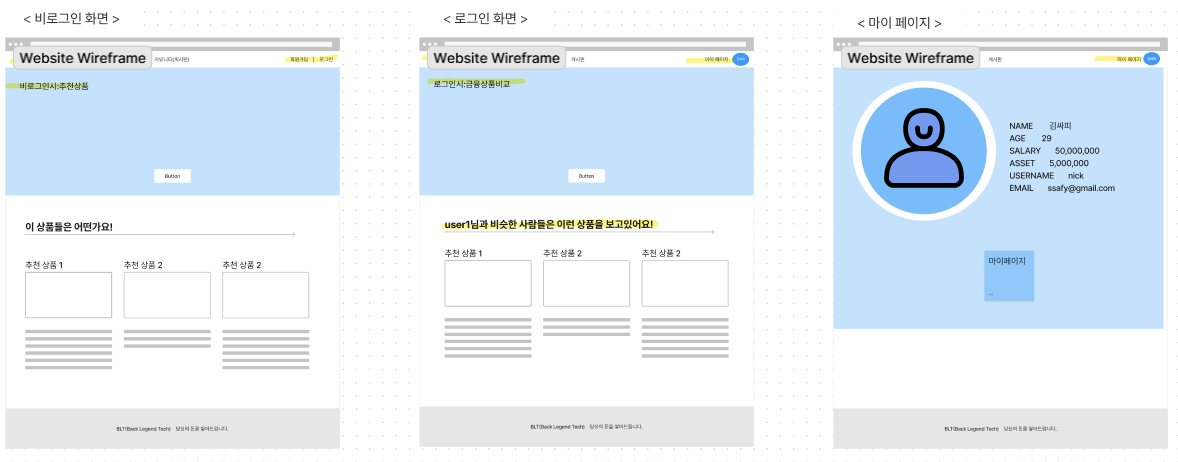 < 비로그인 화면 >
Website Wireframe 커뮤니티(게시판) 회원가입 | 로그인
비로그인시:추천상품
Button
이 상품들은 어떤가요!
추천 상품 1 추천 상품 2 추천 상품 2
BLT(Back Legend Tech) 당신의 돈을 알아드립니다.
< 로그인 화면 >
Website Wireframe 게시판 마이 페이지
로그인시:금융상품비교
Button
user1님과 비슷한 사람들은 이런 상품을 보고있어요!
추천 상품 1 추천 상품 2 추천 상품 2
BLT(Back Legend Tech) 당신의 돈을 알아드립니다.
< 마이 페이지 >
Website Wireframe 게시판 마이 페이지
NAME 김싸피
AGE 29
SALARY 50,000,000
ASSET 5,000,000
USERNAME nick
EMAIL ssafy@gmail.com
마이페이지
BLT(Back Legend Tech) 당신의 돈을 알아드립니다.